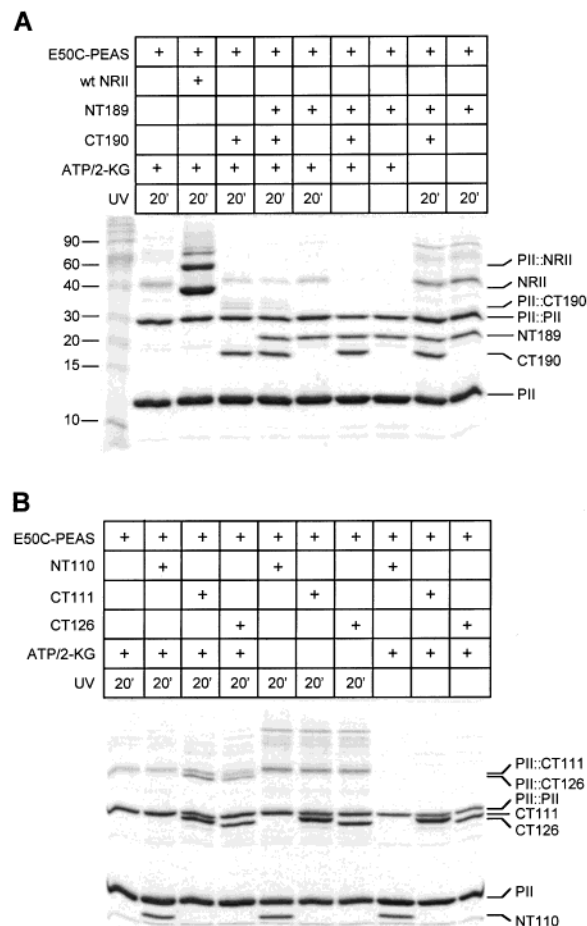 A
E50C-PEAS + + + + + + + + +
wt NRII +
NT189 + + + + + +
CT190 + + + +
ATP/2-KG + + + + + + +
UV 20' 20' 20' 20' 20' 20' 20'
90
60
40
30
20
15
10
PII::NRII
NRII
PII::CT190
PII::PII
NT189
CT190
PII
B
E50C-PEAS + + + + + + + + + +
NT110 + + +
CT111 + + +
CT126 + + +
ATP/2-KG + + + + + + +
UV 20' 20' 20' 20' 20' 20' 20'
PII::CT111
PII::CT126
PII::PII
CT111
CT126
PII
NT110